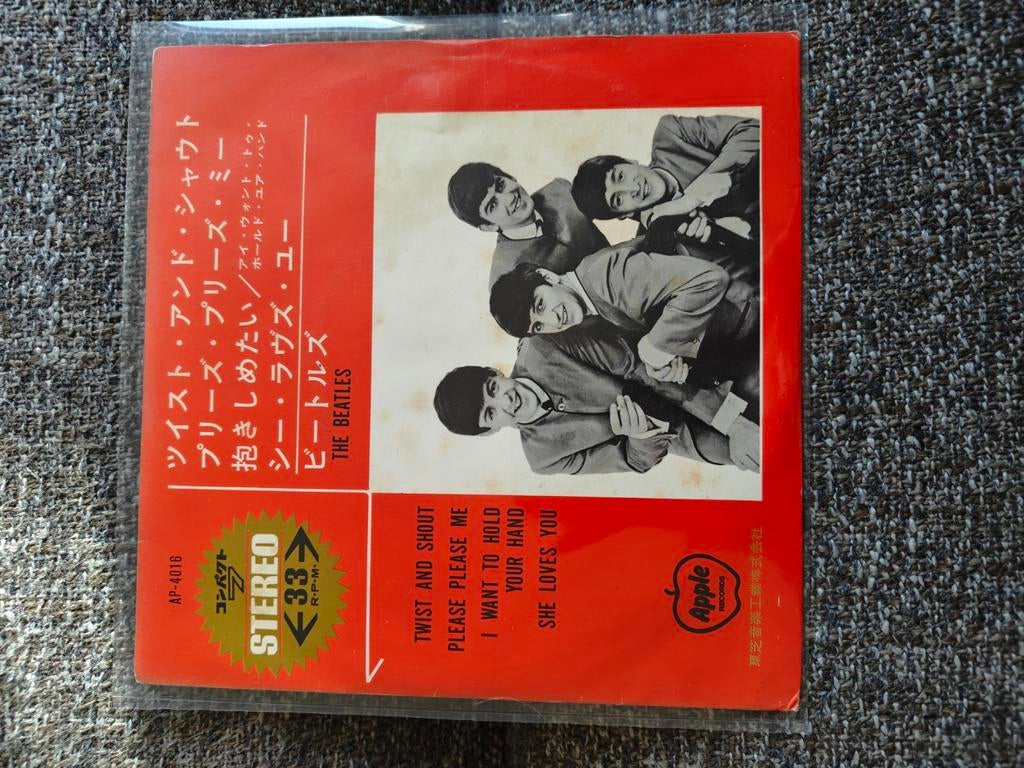 AP-4016
コンパクト
7
STEREO
33
R・P・M・
ツイスト・アンド・シャウト
プリーズ・プリーズ・ミー
抱きしめたい／アイ・ウォント・トゥ・
ホールド・ユア・ハンド
シー・ラヴズ・ユー
ビートルズ
THE BEATLES
TWIST AND SHOUT
PLEASE PLEASE ME
I WANT TO HOLD
YOUR HAND
SHE LOVES YOU
Apple
RECORDS
東芝音楽工業株式会社